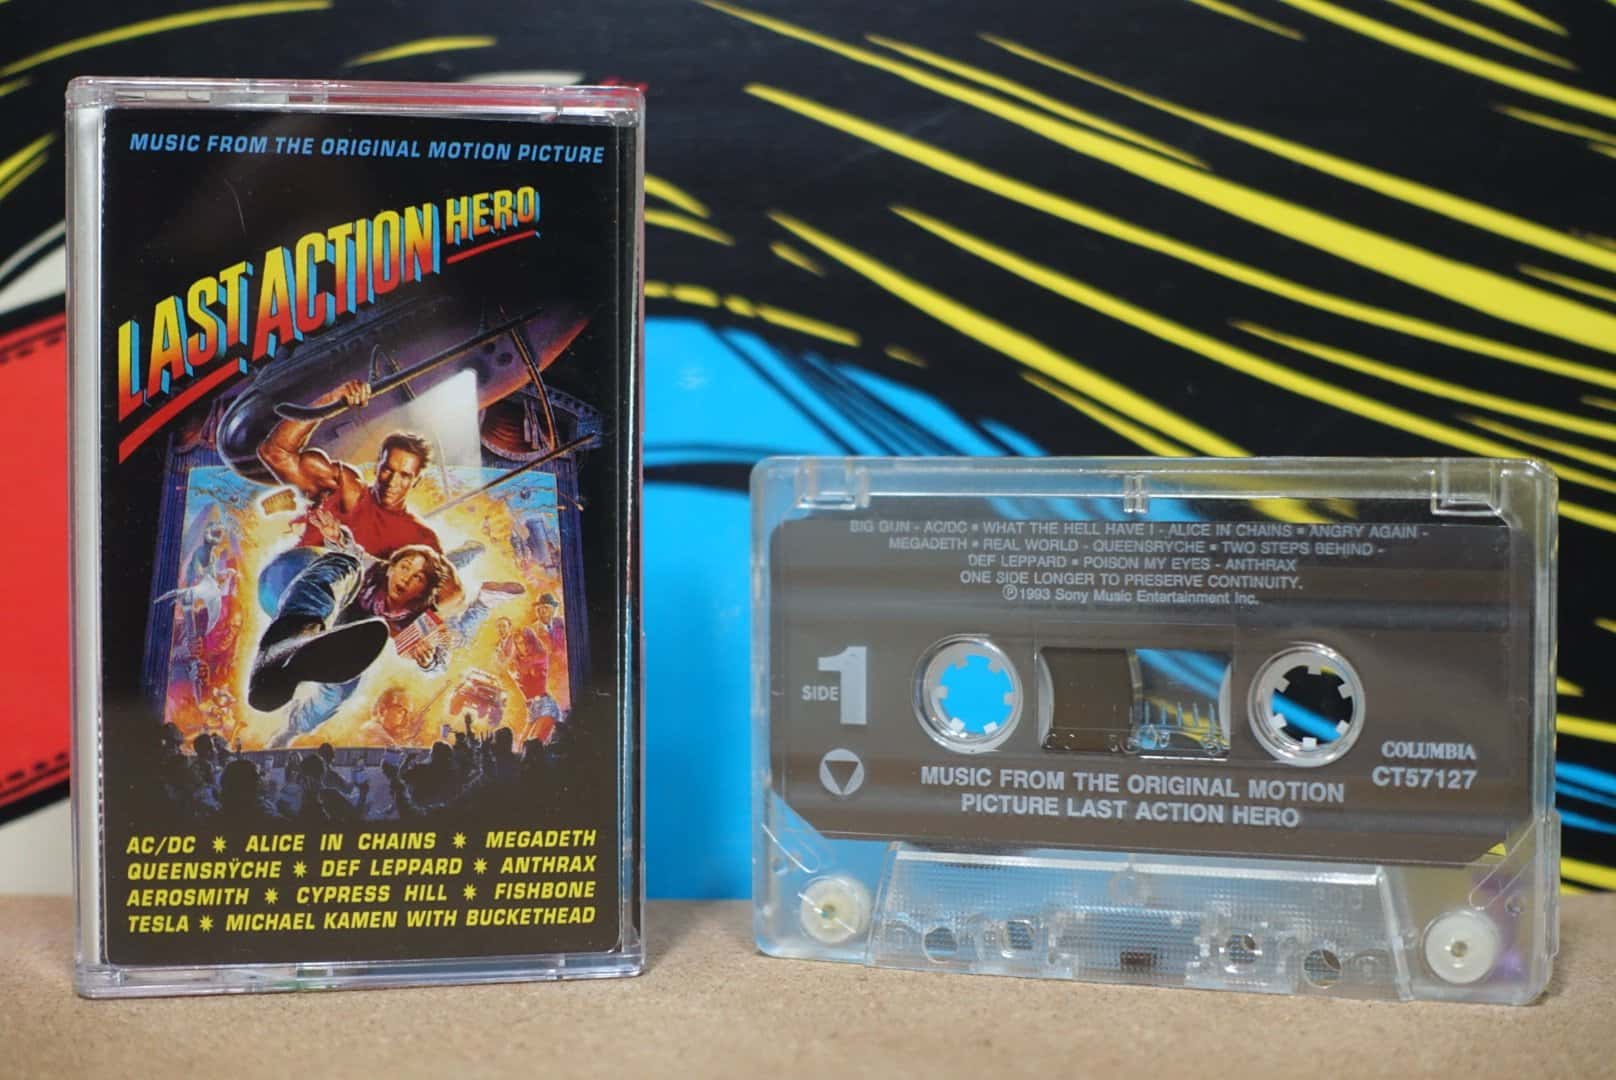 MUSIC FROM THE ORIGINAL MOTION PICTURE
LAST ACTION HERO
AC/DC ✷ ALICE IN CHAINS ✷ MEGADETH
QUEENSRŸCHE ✷ DEF LEPPARD ✷ ANTHRAX
AEROSMITH ✷ CYPRESS HILL ✷ FISHBONE
TESLA ✷ MICHAEL KAMEN WITH BUCKETHEAD
BIG GUN - AC/DC ▪ WHAT THE HELL HAVE I - ALICE IN CHAINS ▪ ANGRY AGAIN -
MEGADETH ▪ REAL WORLD - QUEENSRYCHE ▪ TWO STEPS BEHIND -
DEF LEPPARD ▪ POISON MY EYES - ANTHRAX
ONE SIDE LONGER TO PRESERVE CONTINUITY.
℗1993 Sony Music Entertainment Inc.
SIDE 1
COLUMBIA
CT57127
MUSIC FROM THE ORIGINAL MOTION
PICTURE LAST ACTION HERO